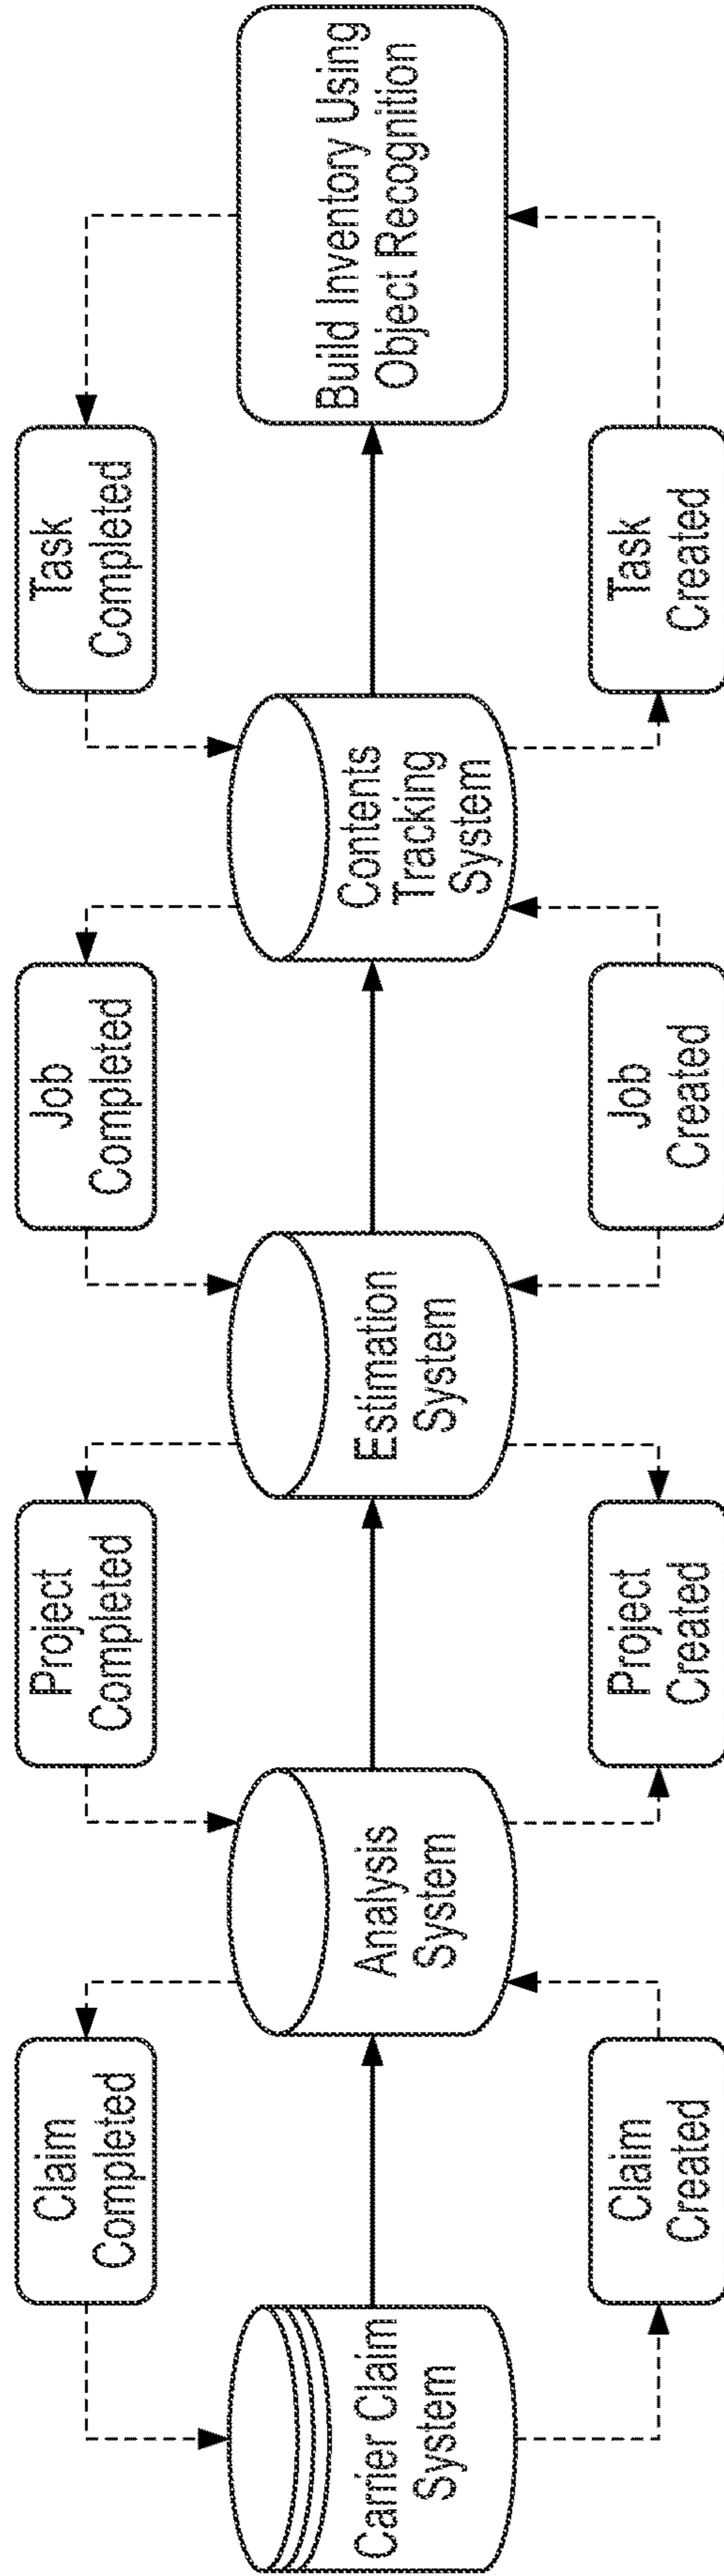 Claim
Completed
Project
Completed
Job
Completed
Task
Completed
Carrier Claim
System
Analysis
System
Estimation
System
Contents
Tracking
System
Build Inventory Using
Object Recognition
Claim
Created
Project
Created
Job
Created
Task
Created